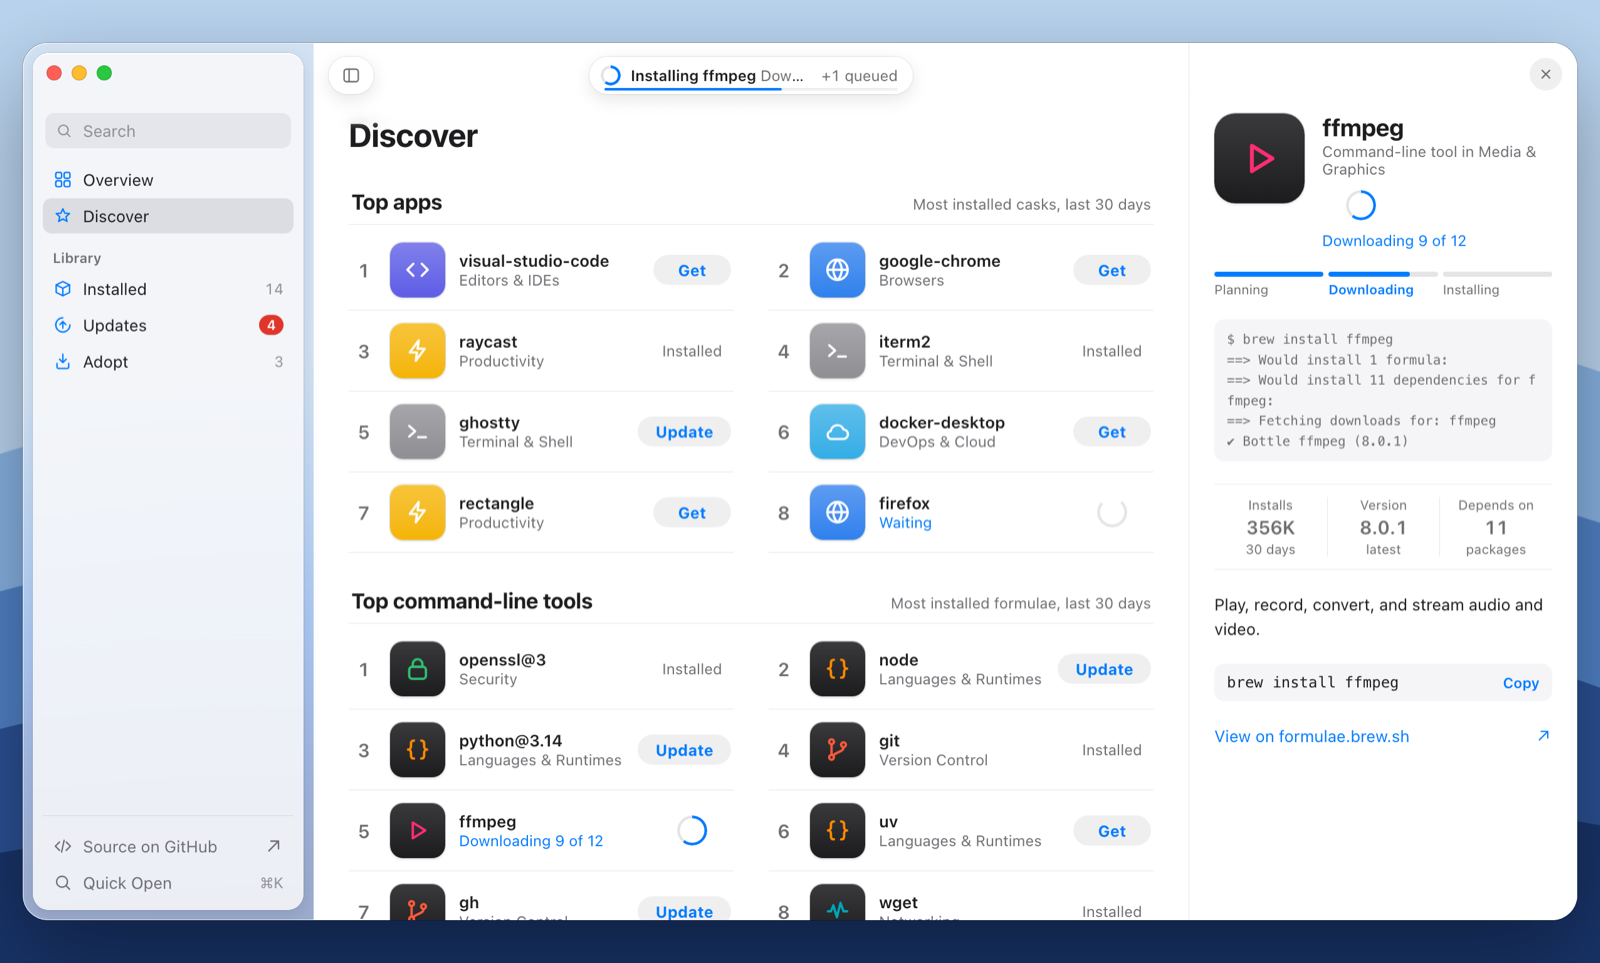 Search
Overview
Discover
Library
Installed 14
Updates 4
Adopt 3
Source on GitHub
Quick Open ⌘K
Installing ffmpeg Dow... +1 queued
Discover
Top apps
Most installed casks, last 30 days
1 visual-studio-code Get
Editors & IDEs
2 google-chrome Get
Browsers
3 raycast Installed
Productivity
4 iterm2 Installed
Terminal & Shell
5 ghostty Update
Terminal & Shell
6 docker-desktop Get
DevOps & Cloud
7 rectangle Get
Productivity
8 firefox
Waiting
Top command-line tools
Most installed formulae, last 30 days
1 openssl@3 Installed
Security
2 node Update
Languages & Runtimes
3 python@3.14 Update
Languages & Runtimes
4 git Installed
Version Control
5 ffmpeg
Downloading 9 of 12
6 uv Get
Languages & Runtimes
7 gh Update
Version Control
8 wget Installed
Networking
ffmpeg
Command-line tool in Media &
Graphics
Downloading 9 of 12
Planning Downloading Installing
$ brew install ffmpeg
==> Would install 1 formula:
==> Would install 11 dependencies for f
fmpeg:
==> Fetching downloads for: ffmpeg
✔ Bottle ffmpeg (8.0.1)
Installs Version Depends on
356K 8.0.1 11
30 days latest packages
Play, record, convert, and stream audio and
video.
brew install ffmpeg Copy
View on formulae.brew.sh